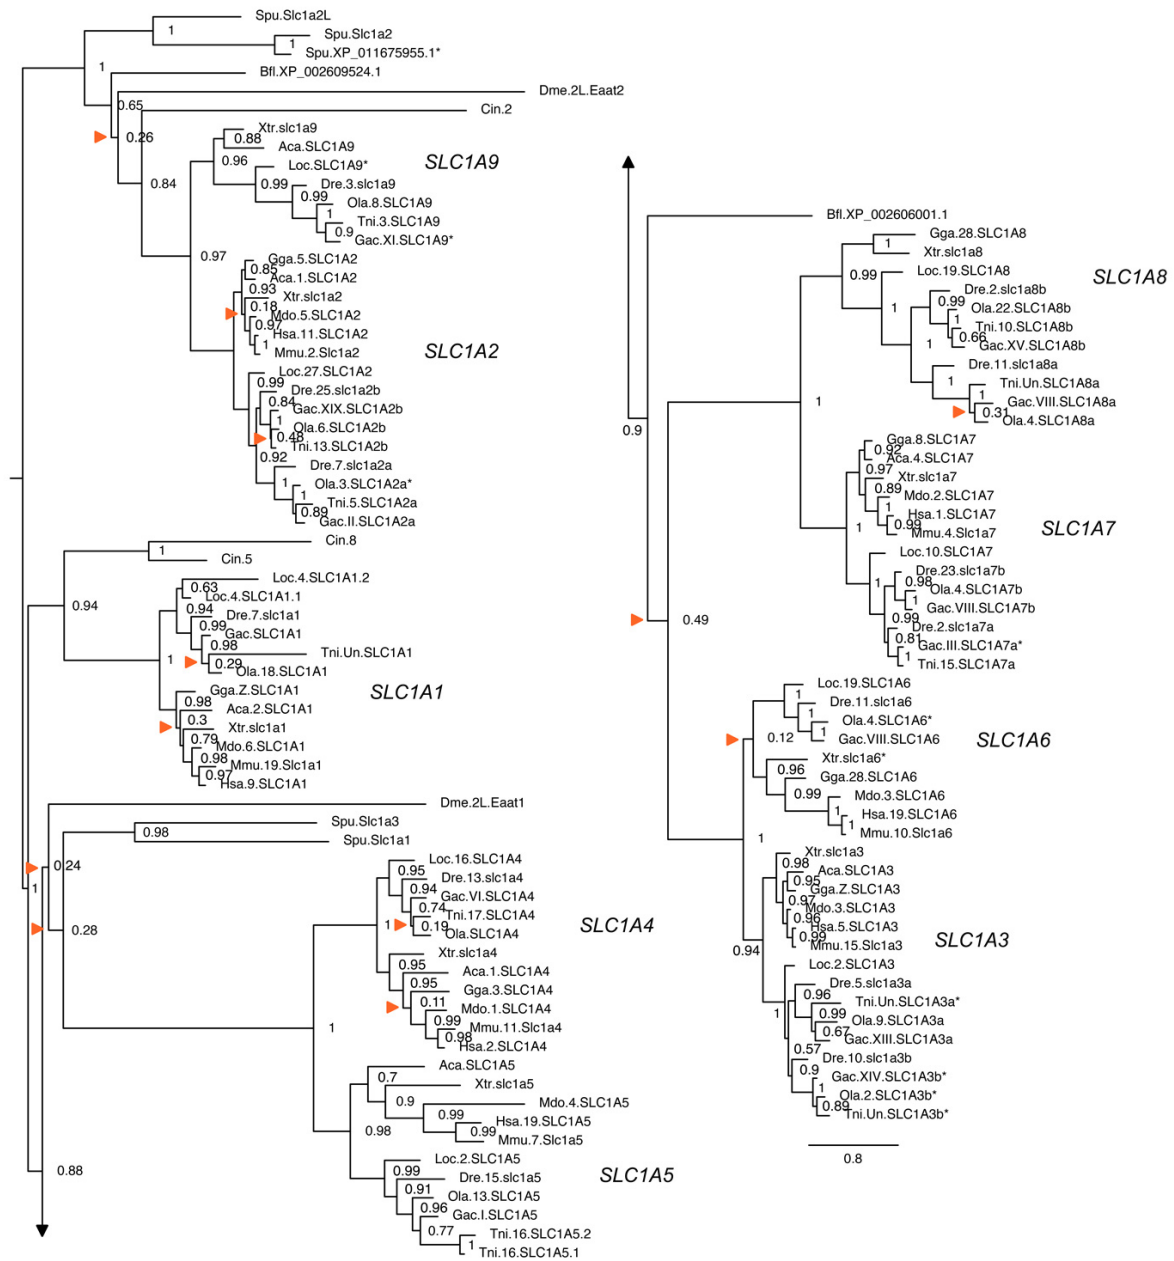 Spu.Slc1a2L
1
Spu.Slc1a2
1
Spu.XP_011675955.1*
1
Bfl.XP_002609524.1
Dme.2L.Eaat2
0.65
Cin.2
0.26
Xtr.slc1a9
0.88
Aca.SLC1A9
0.96
SLC1A9
Loc.SLC1A9*
0.84
0.99
Dre.3.slc1a9
0.99
Ola.8.SLC1A9
1
Tni.3.SLC1A9
0.9
Gac.XI.SLC1A9*
0.97
Gga.5.SLC1A2
0.85
Aca.1.SLC1A2
0.93
Xtr.slc1a2
0.18
Mdo.5.SLC1A2
0.97
Hsa.11.SLC1A2
1
Mmu.2.Slc1a2
SLC1A2
Loc.27.SLC1A2
0.99
Dre.25.slc1a2b
0.84
Gac.XIX.SLC1A2b
1
Ola.6.SLC1A2b
0.48
Tni.13.SLC1A2b
0.92
Dre.7.slc1a2a
1
Ola.3.SLC1A2a*
1
Tni.5.SLC1A2a
0.89
Gac.II.SLC1A2a
Cin.8
1
Cin.5
Loc.4.SLC1A1.2
0.63
Loc.4.SLC1A1.1
0.94
0.94
Dre.7.slc1a1
0.99
Gac.SLC1A1
0.98
Tni.Un.SLC1A1
1
0.29
Ola.18.SLC1A1
Gga.Z.SLC1A1
SLC1A1
0.98
Aca.2.SLC1A1
0.3
Xtr.slc1a1
0.79
Mdo.6.SLC1A1
0.98
Mmu.19.Slc1a1
0.97
Hsa.9.SLC1A1
Dme.2L.Eaat1
Spu.Slc1a3
0.98
Spu.Slc1a1
0.24
1
0.28
Loc.16.SLC1A4
0.95
Dre.13.slc1a4
0.94
Gac.VI.SLC1A4
0.74
Tni.17.SLC1A4
1
0.19
Ola.SLC1A4
SLC1A4
Xtr.slc1a4
0.95
Aca.1.SLC1A4
0.95
Gga.3.SLC1A4
0.11
Mdo.1.SLC1A4
0.99
Mmu.11.Slc1a4
0.98
Hsa.2.SLC1A4
1
Aca.SLC1A5
0.7
Xtr.slc1a5
0.9
Mdo.4.SLC1A5
0.99
Hsa.19.SLC1A5
0.99
Mmu.7.Slc1a5
0.98
Loc.2.SLC1A5
0.99
Dre.15.slc1a5
SLC1A5
0.91
Ola.13.SLC1A5
0.96
Gac.I.SLC1A5
0.77
Tni.16.SLC1A5.2
1
Tni.16.SLC1A5.1
0.88
0.9
Bfl.XP_002606001.1
Gga.28.SLC1A8
1
Xtr.slc1a8
0.99
Loc.19.SLC1A8
SLC1A8
Dre.2.slc1a8b
0.99
Ola.22.SLC1A8b
1
1
Tni.10.SLC1A8b
0.66
Gac.XV.SLC1A8b
1
Dre.11.slc1a8a
1
Tni.Un.SLC1A8a
1
Gac.VIII.SLC1A8a
0.31
Ola.4.SLC1A8a
1
Gga.8.SLC1A7
0.92
Aca.4.SLC1A7
0.97
Xtr.slc1a7
0.89
Mdo.2.SLC1A7
1
Hsa.1.SLC1A7
0.99
Mmu.4.Slc1a7
1
SLC1A7
Loc.10.SLC1A7
Dre.23.slc1a7b
1
0.98
Ola.4.SLC1A7b
1
Gac.VIII.SLC1A7b
0.99
Dre.2.slc1a7a
0.81
Gac.III.SLC1A7a*
1
Tni.15.SLC1A7a
0.49
Loc.19.SLC1A6
1
Dre.11.slc1a6
1
Ola.4.SLC1A6*
1
Gac.VIII.SLC1A6
0.12
SLC1A6
Xtr.slc1a6*
0.96
Gga.28.SLC1A6
0.99
Mdo.3.SLC1A6
1
Hsa.19.SLC1A6
1
Mmu.10.Slc1a6
1
Xtr.slc1a3
0.98
Aca.SLC1A3
0.95
Gga.Z.SLC1A3
0.97
Mdo.3.SLC1A3
0.96
Hsa.5.SLC1A3
0.99
Mmu.15.Slc1a3
SLC1A3
0.94
Loc.2.SLC1A3
Dre.5.slc1a3a
0.96
Tni.Un.SLC1A3a*
1
0.99
Ola.9.SLC1A3a
0.67
Gac.XIII.SLC1A3a
0.57
Dre.10.slc1a3b
0.9
Gac.XIV.SLC1A3b*
1
Ola.2.SLC1A3b*
0.89
Tni.Un.SLC1A3b*
0.8